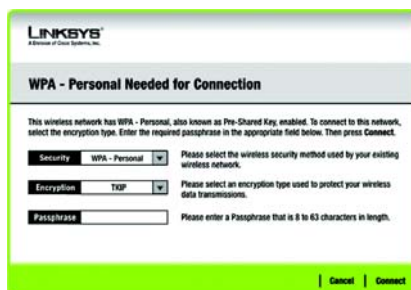 LINKSYS®
A Division of Cisco Systems, Inc.
WPA - Personal Needed for Connection
This wireless network has WPA - Personal, also known as Pre-Shared Key, enabled. To connect to this network,
select the encryption type. Enter the required passphrase in the appropriate field below. Then press Connect.
Security WPA - Personal Please select the wireless security method used by your existing
wireless network.
Encryption TKIP Please select an encryption type used to protect your wireless
data transmissions.
Passphrase Please enter a Passphrase that is 8 to 63 characters in length.
Cancel Connect